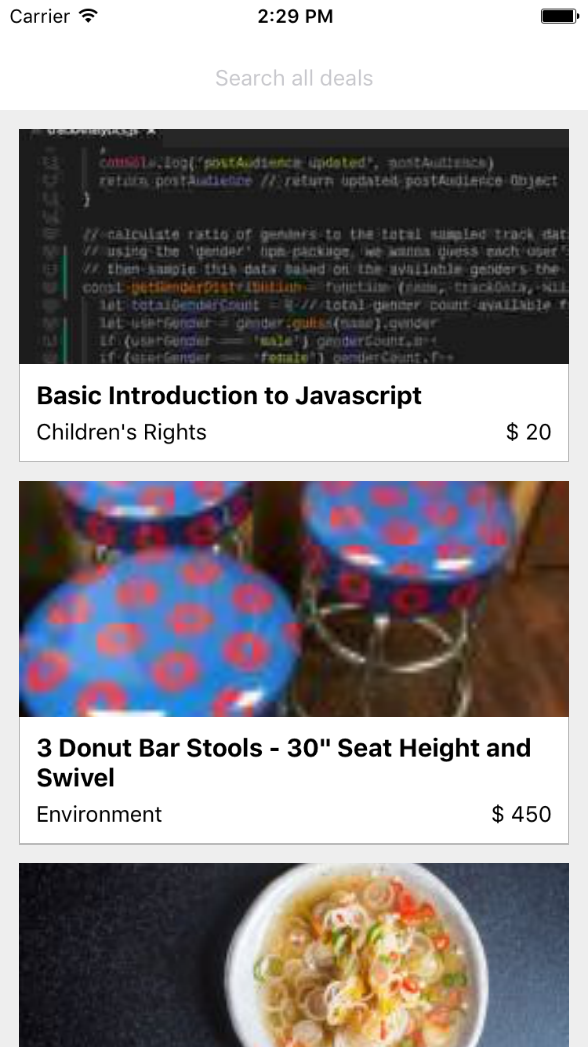 Carrier 2:29 PM
Search all deals
console.log('postAudience updated', postAudience)
return postAudience // return updated postAudience Object
}
// calculate ratio of genders to the total sampled track
// using the 'gender' npm package, we wanna guess each user'
// then sample this data based on the available genders the
const getGenderDistribution = function (name, trackData,
let totalGenderCount = 0 // total gender count available
let userGender = gender.guess(name).gender
if (userGender === 'male') genderCount.m++
if (userGender === 'female') genderCount.f++
Basic Introduction to Javascript
Children's Rights $ 20
3 Donut Bar Stools - 30" Seat Height and
Swivel
Environment $ 450